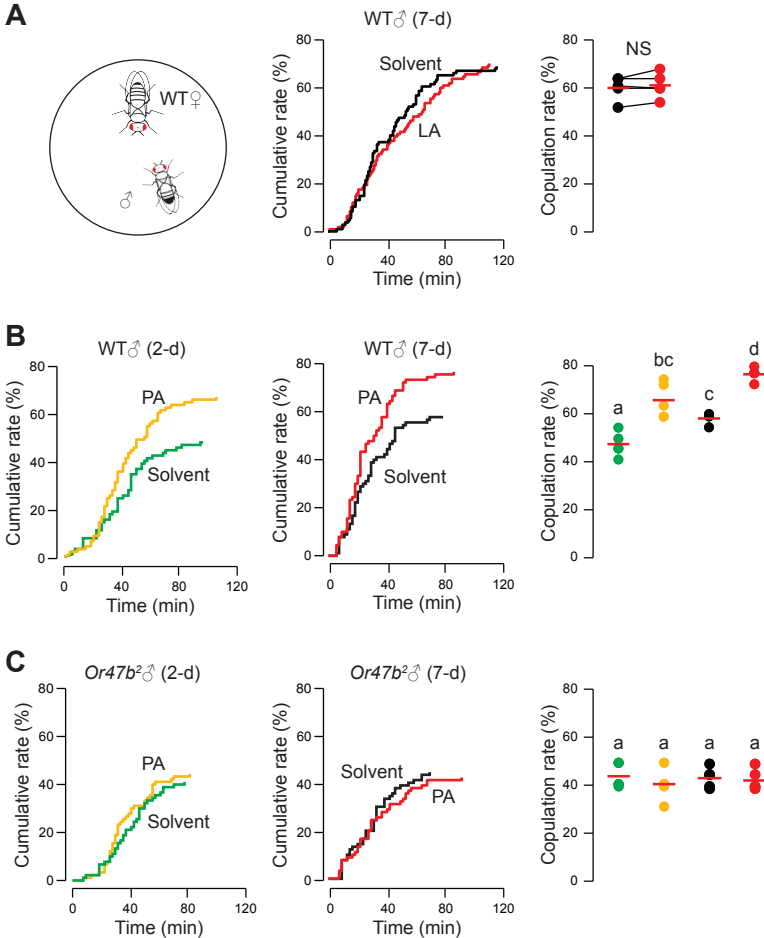 A
WT♀
♂
WT♂ (7-d)
Cumulative rate (%)
80
60
40
20
0
Solvent
LA
0 40 80 120
Time (min)
Copulation rate (%)
80
60
40
20
0
NS
B
WT♂ (2-d)
Cumulative rate (%)
80
60
40
20
0
PA
Solvent
0 40 80 120
Time (min)
WT♂ (7-d)
Cumulative rate (%)
80
60
40
20
0
PA
Solvent
0 40 80 120
Time (min)
Copulation rate (%)
80
60
40
20
0
a bc c d
C
Or47b²♂ (2-d)
Cumulative rate (%)
80
60
40
20
0
PA
Solvent
0 40 80 120
Time (min)
Or47b²♂ (7-d)
Cumulative rate (%)
80
60
40
20
0
Solvent
PA
0 40 80 120
Time (min)
Copulation rate (%)
80
60
40
20
0
a a a a